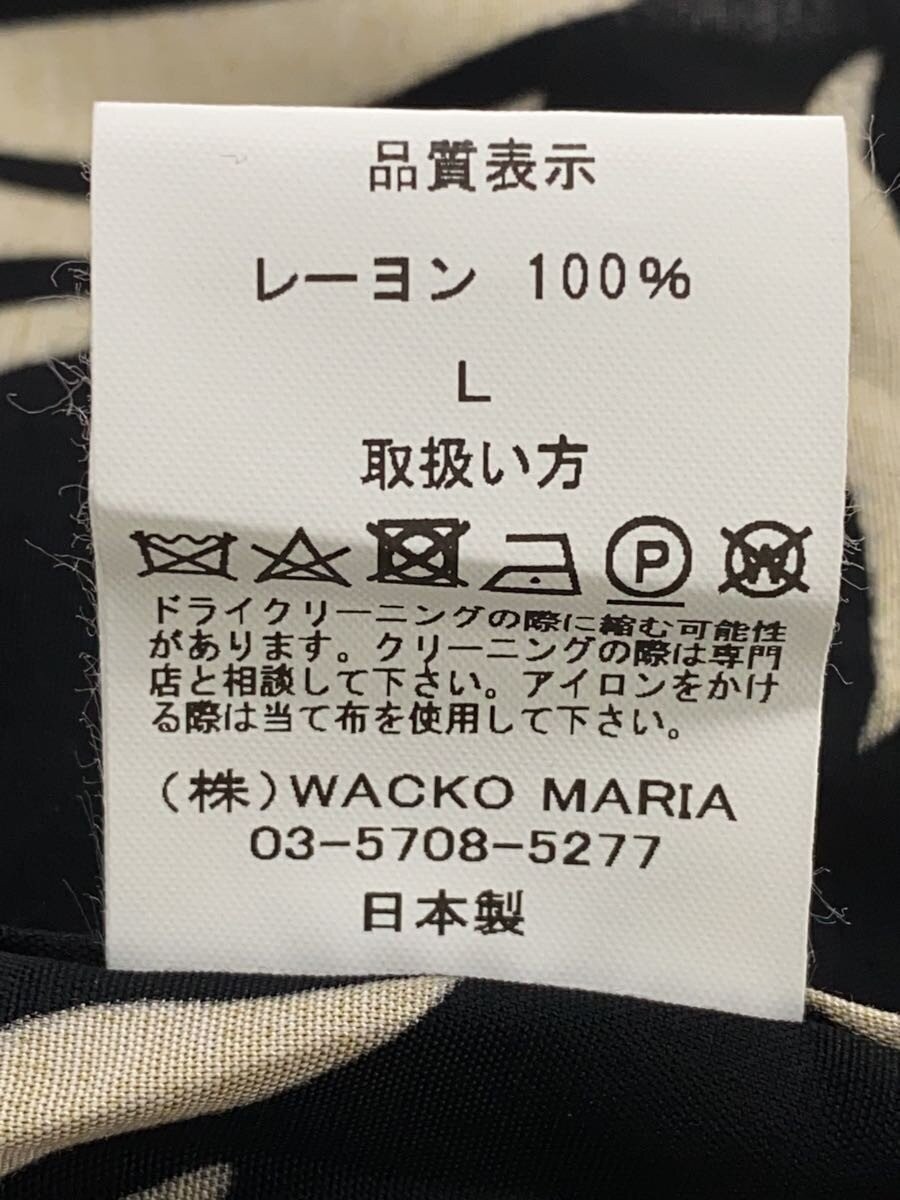 品質表示
レーヨン 100%
L
取扱い方
P W
ドライクリーニングの際に縮む可能性
があります。クリーニングの際は専門
店と相談して下さい。アイロンをかけ
る際は当て布を使用して下さい。
(株)WACKO MARIA
03-5708-5277
日本製